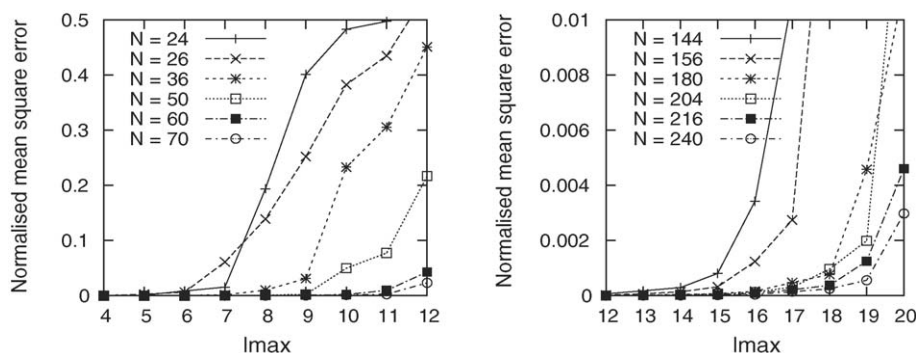 Normalised mean square error
0.5
0.4
0.3
0.2
0.1
0
N = 24
N = 26
N = 36
N = 50
N = 60
N = 70
4 5 6 7 8 9 10 11 12
lmax
Normalised mean square error
0.01
0.008
0.006
0.004
0.002
0
N = 144
N = 156
N = 180
N = 204
N = 216
N = 240
12 13 14 15 16 17 18 19 20
lmax